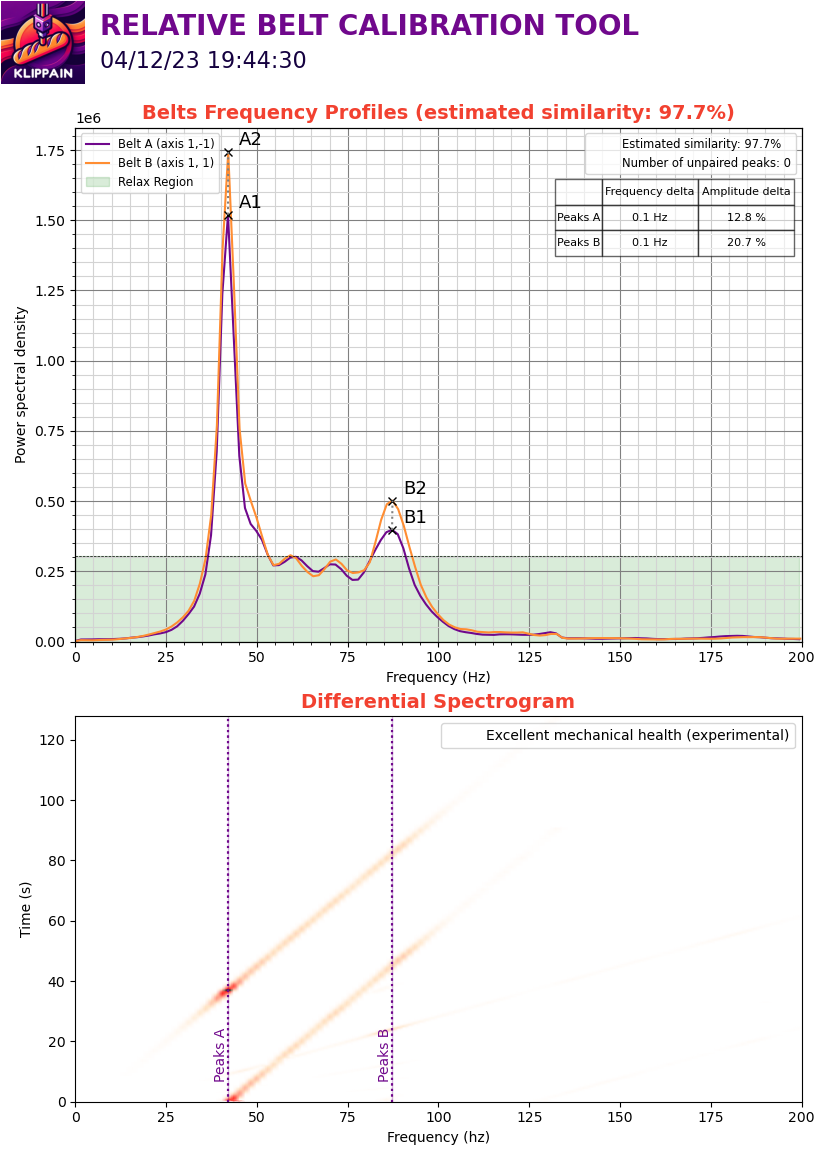 KLIPPAIN
RELATIVE BELT CALIBRATION TOOL
04/12/23 19:44:30
Belts Frequency Profiles (estimated similarity: 97.7%)
1e6
Belt A (axis 1,-1)
Belt B (axis 1, 1)
Relax Region
Estimated similarity: 97.7%
Number of unpaired peaks: 0
Frequency delta Amplitude delta
Peaks A 0.1 Hz 12.8 %
Peaks B 0.1 Hz 20.7 %
A2
A1
B2
B1
1.75
1.50
1.25
1.00
0.75
0.50
0.25
0.00
Power spectral density
0 25 50 75 100 125 150 175 200
Frequency (Hz)
Differential Spectrogram
Excellent mechanical health (experimental)
120
100
80
60
40
20
0
Time (s)
Peaks A
Peaks B
0 25 50 75 100 125 150 175 200
Frequency (hz)